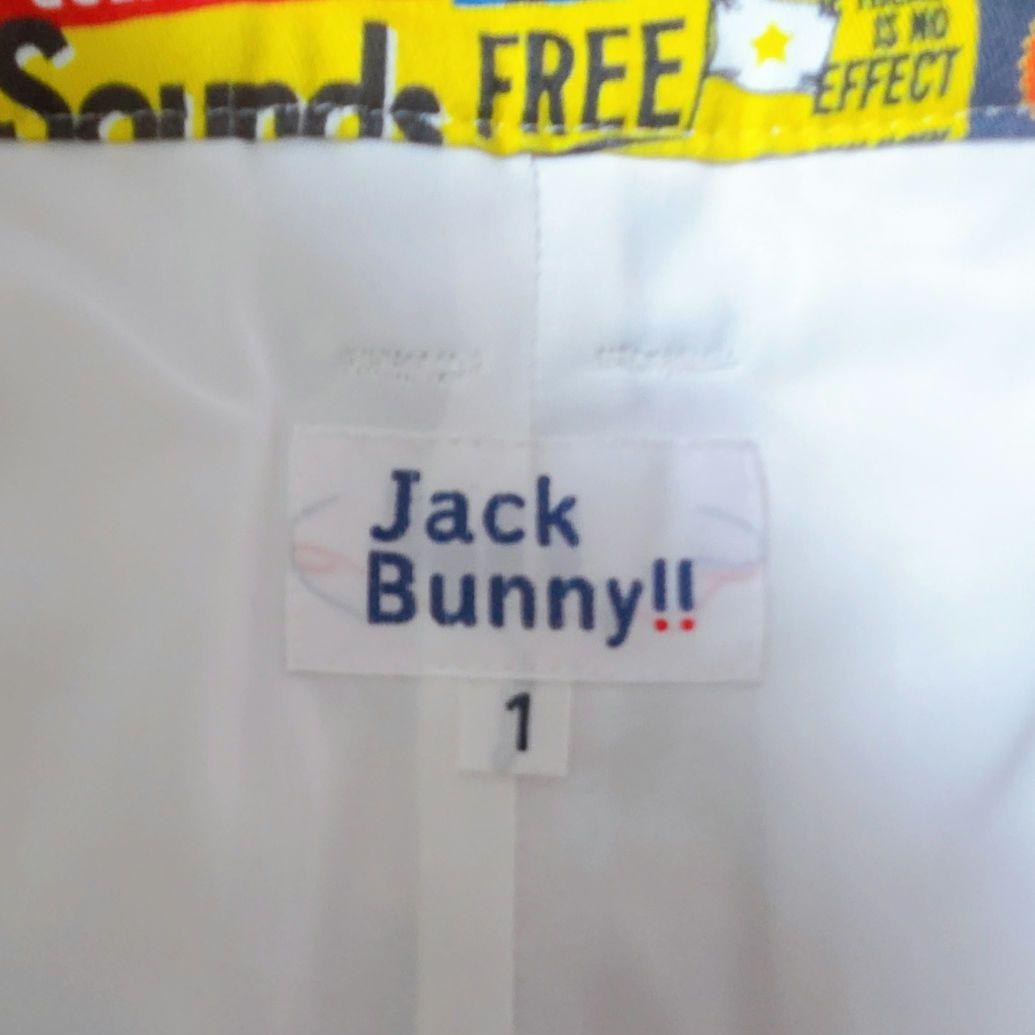 Sounds
FREE
IS NO
EFFECT
Jack
Bunny!!
1